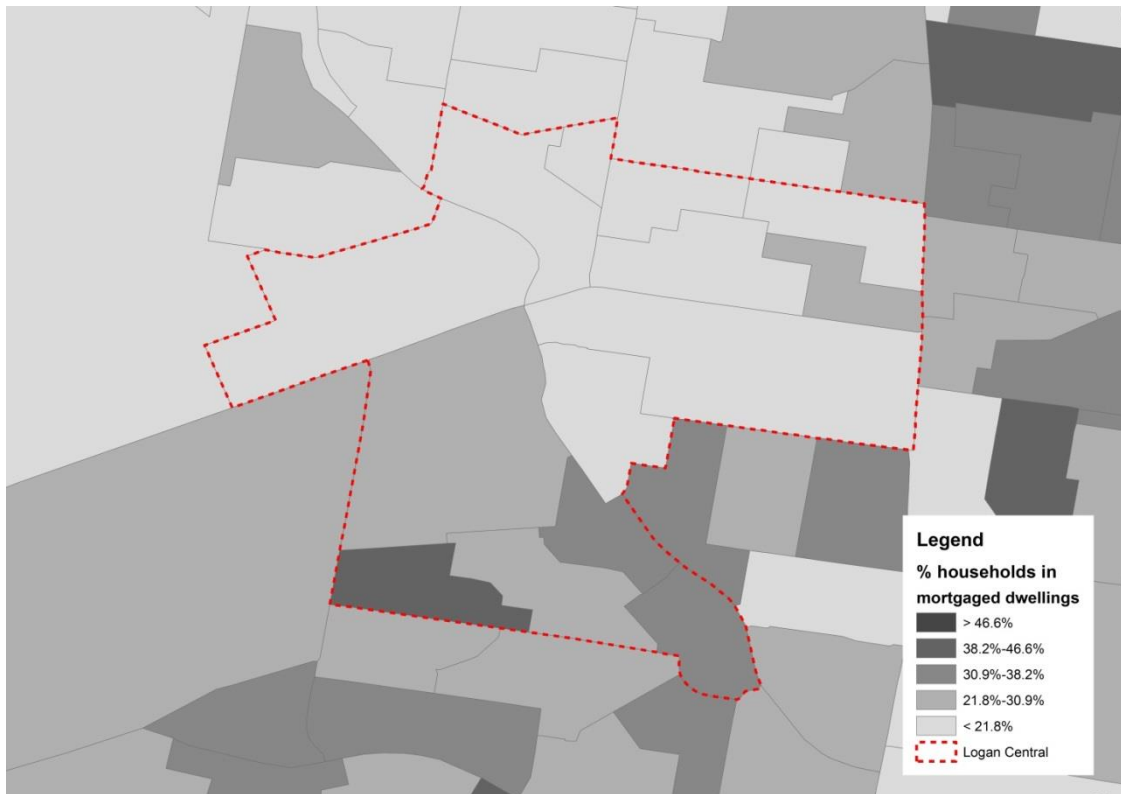 Legend
% households in
mortgaged dwellings
> 46.6%
38.2%-46.6%
30.9%-38.2%
21.8%-30.9%
< 21.8%
Logan Central